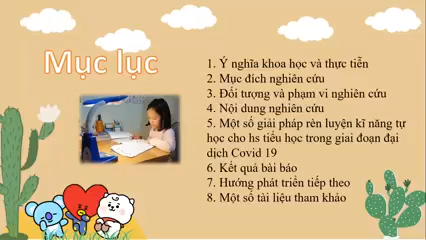 Mục lục
1. Ý nghĩa khoa học và thực tiễn
2. Mục đích nghiên cứu
3. Đối tượng và phạm vi nghiên cứu
4. Nội dung nghiên cứu
5. Một số giải pháp rèn luyện kĩ năng tự
học cho hs tiểu học trong giai đoạn đại
dịch Covid 19
6. Kết quả bài báo
7. Hướng phát triển tiếp theo
8. Một số tài liệu tham khảo